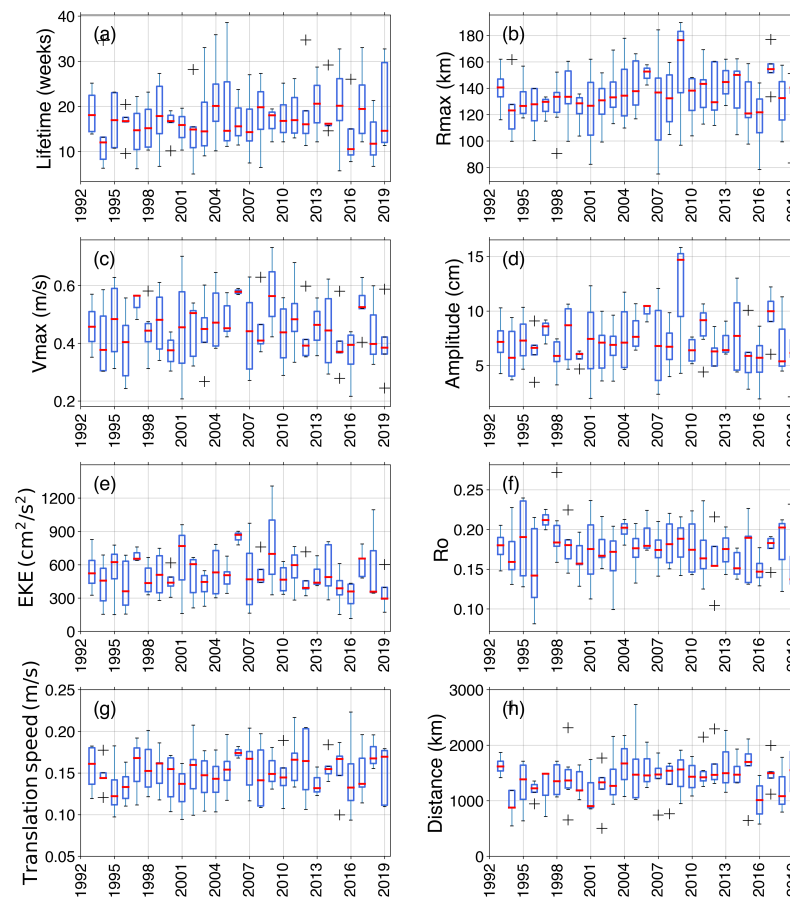 (a)
Lifetime (weeks)
40
30
20
10
1992 1995 1998 2001 2004 2007 2010 2013 2016 2019
(b)
Rmax (km)
180
160
140
120
100
80
1992 1995 1998 2001 2004 2007 2010 2013 2016 2019
(c)
Vmax (m/s)
0.6
0.4
0.2
1992 1995 1998 2001 2004 2007 2010 2013 2016 2019
(d)
Amplitude (cm)
15
10
5
1992 1995 1998 2001 2004 2007 2010 2013 2016 2019
(e)
EKE (cm²/s²)
1200
900
600
300
0
1992 1995 1998 2001 2004 2007 2010 2013 2016 2019
(f)
Ro
0.25
0.20
0.15
0.10
1992 1995 1998 2001 2004 2007 2010 2013 2016 2019
(g)
Translation speed (m/s)
0.25
0.20
0.15
0.10
0.05
1992 1995 1998 2001 2004 2007 2010 2013 2016 2019
(h)
Distance (km)
3000
2000
1000
0
1992 1995 1998 2001 2004 2007 2010 2013 2016 2019